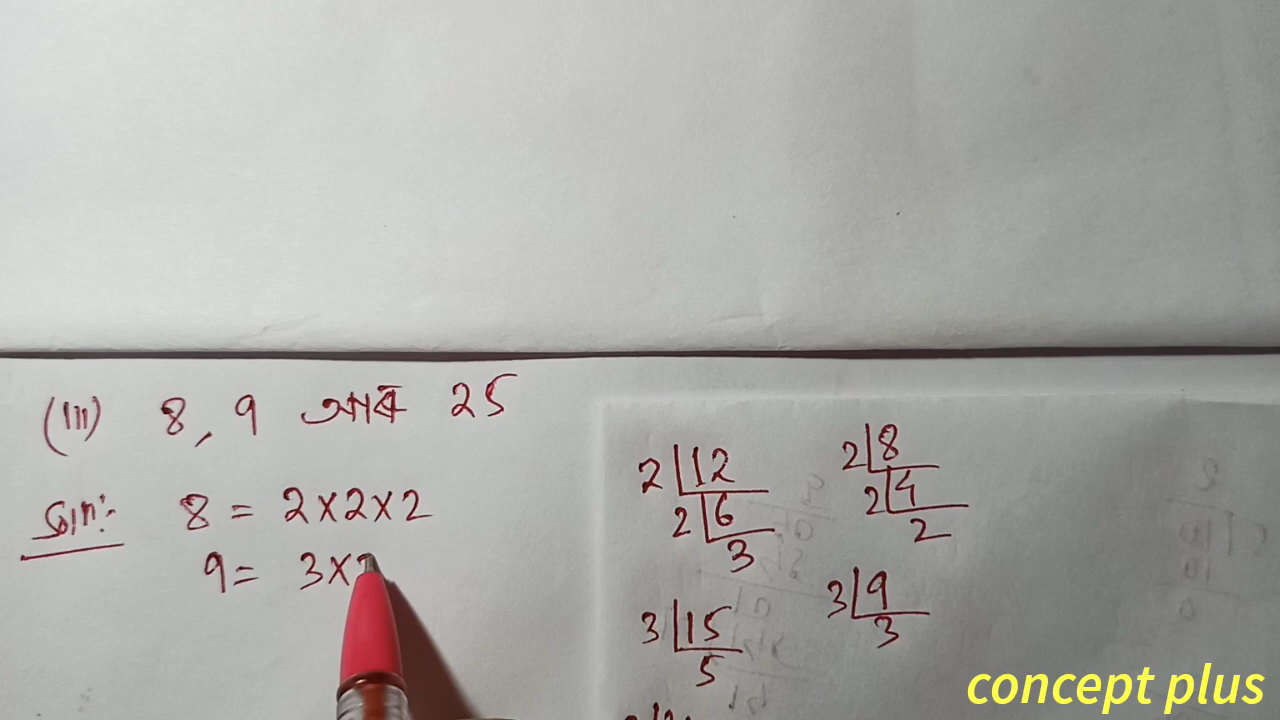 (III) 8, 9 আৰু 25
Soln:-
8 = 2×2×2
9 = 3×
2 12
2 6
3
3 15
5
2 8
2 4
2
3 9
3
concept plus